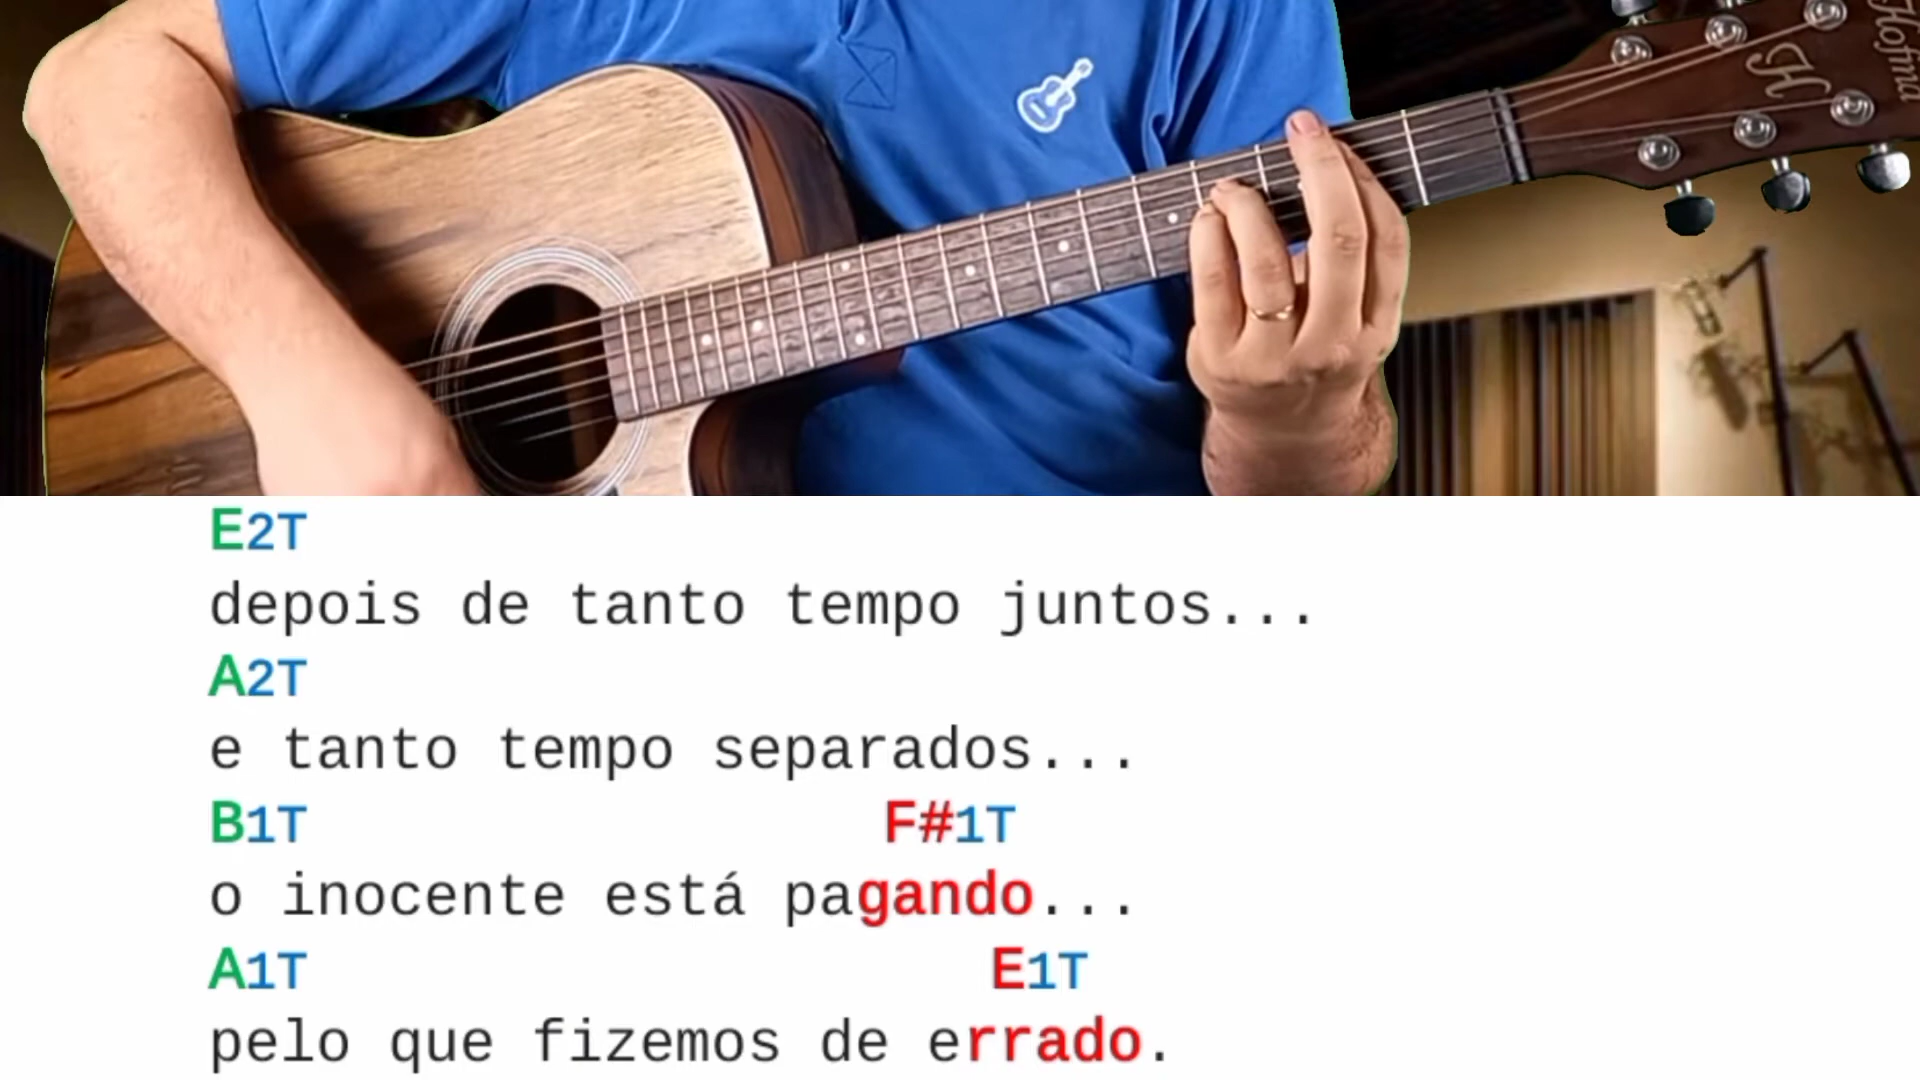 H
Hofma
E2T
depois de tanto tempo juntos...
A2T
e tanto tempo separados...
B1T F#1T
o inocente está pagando...
A1T E1T
pelo que fizemos de errado.